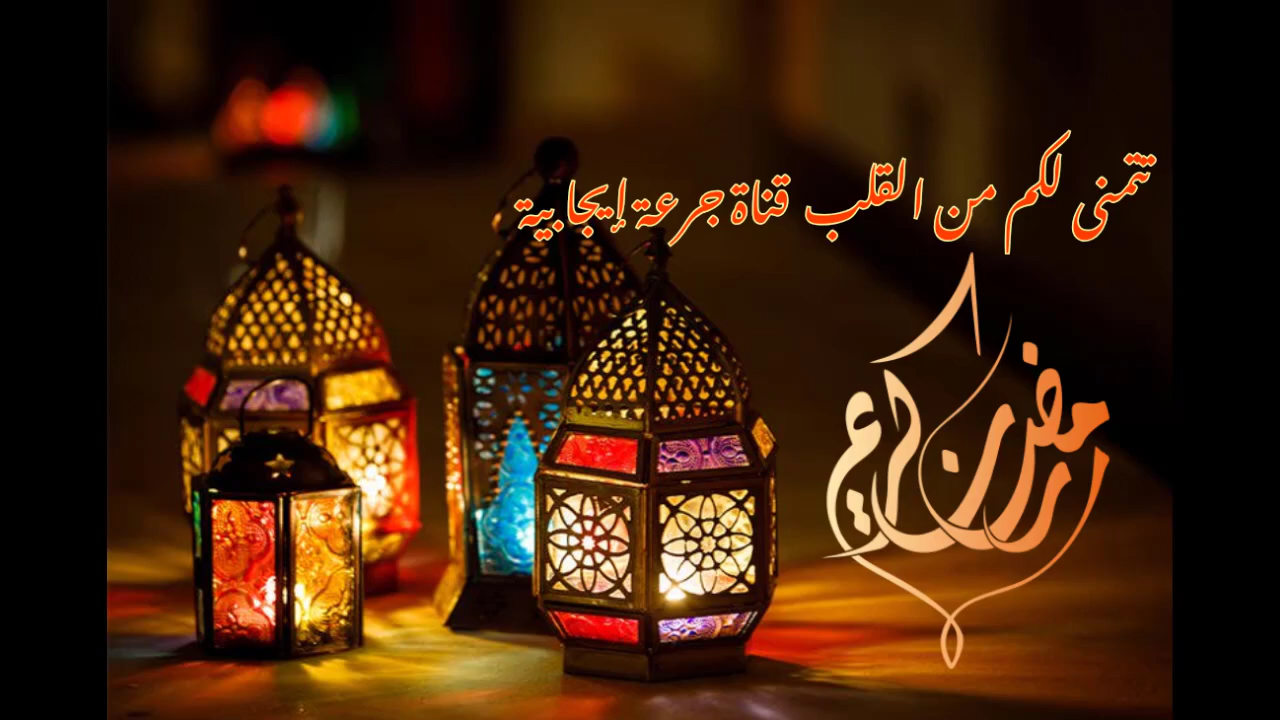 تتمنى لكم من القلب قناة جرعة إيجابية
رمضان كريم